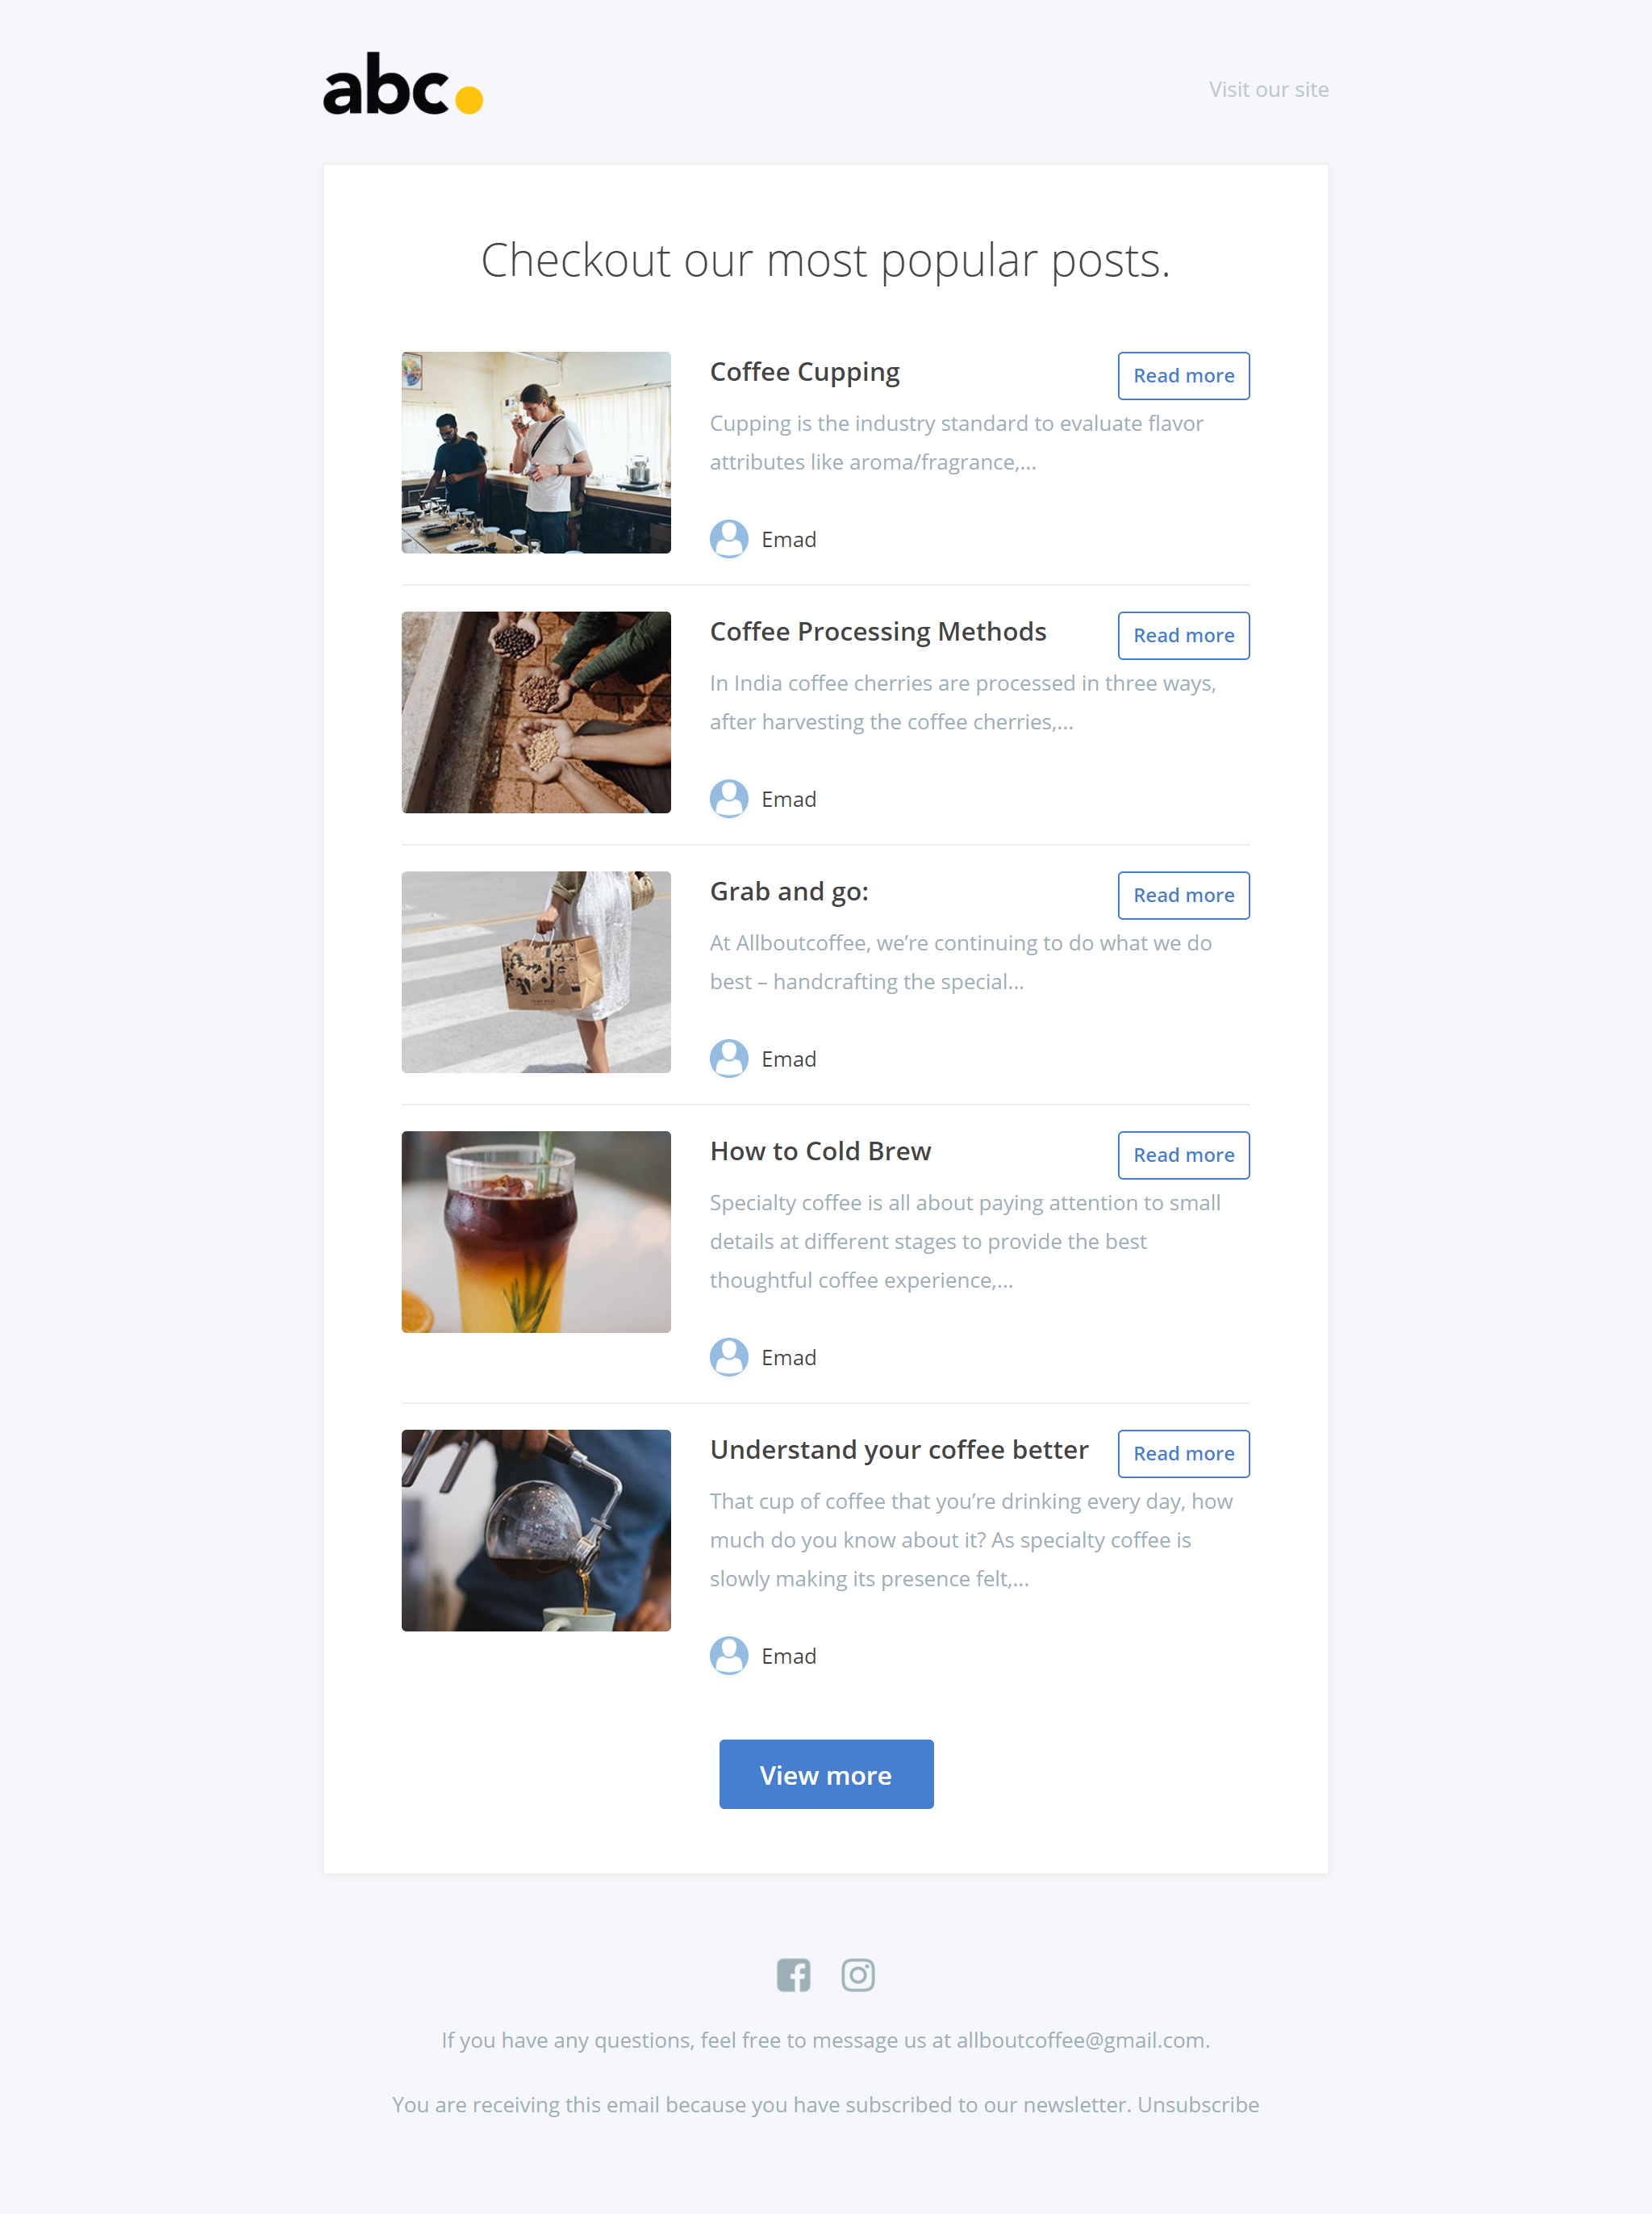 abc.
Visit our site
Checkout our most popular posts.
Coffee Cupping
Read more
Cupping is the industry standard to evaluate flavor
attributes like aroma/fragrance,...
Emad
Coffee Processing Methods
Read more
In India coffee cherries are processed in three ways,
after harvesting the coffee cherries,...
Emad
Grab and go:
Read more
At Allboutcoffee, we’re continuing to do what we do
best – handcrafting the special...
Emad
How to Cold Brew
Read more
Specialty coffee is all about paying attention to small
details at different stages to provide the best
thoughtful coffee experience,...
Emad
Understand your coffee better
Read more
That cup of coffee that you’re drinking every day, how
much do you know about it? As specialty coffee is
slowly making its presence felt,...
Emad
View more
If you have any questions, feel free to message us at allboutcoffee@gmail.com.
You are receiving this email because you have subscribed to our newsletter. Unsubscribe